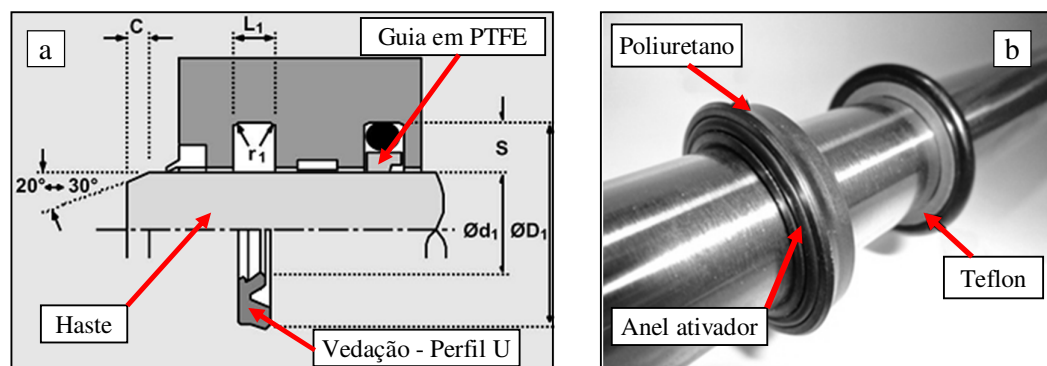 a
C
L₁
Guia em PTFE
r₁
S
20° ↔ 30°
Ød₁
ØD₁
Haste
Vedação - Perfil U
b
Poliuretano
Anel ativador
Teflon